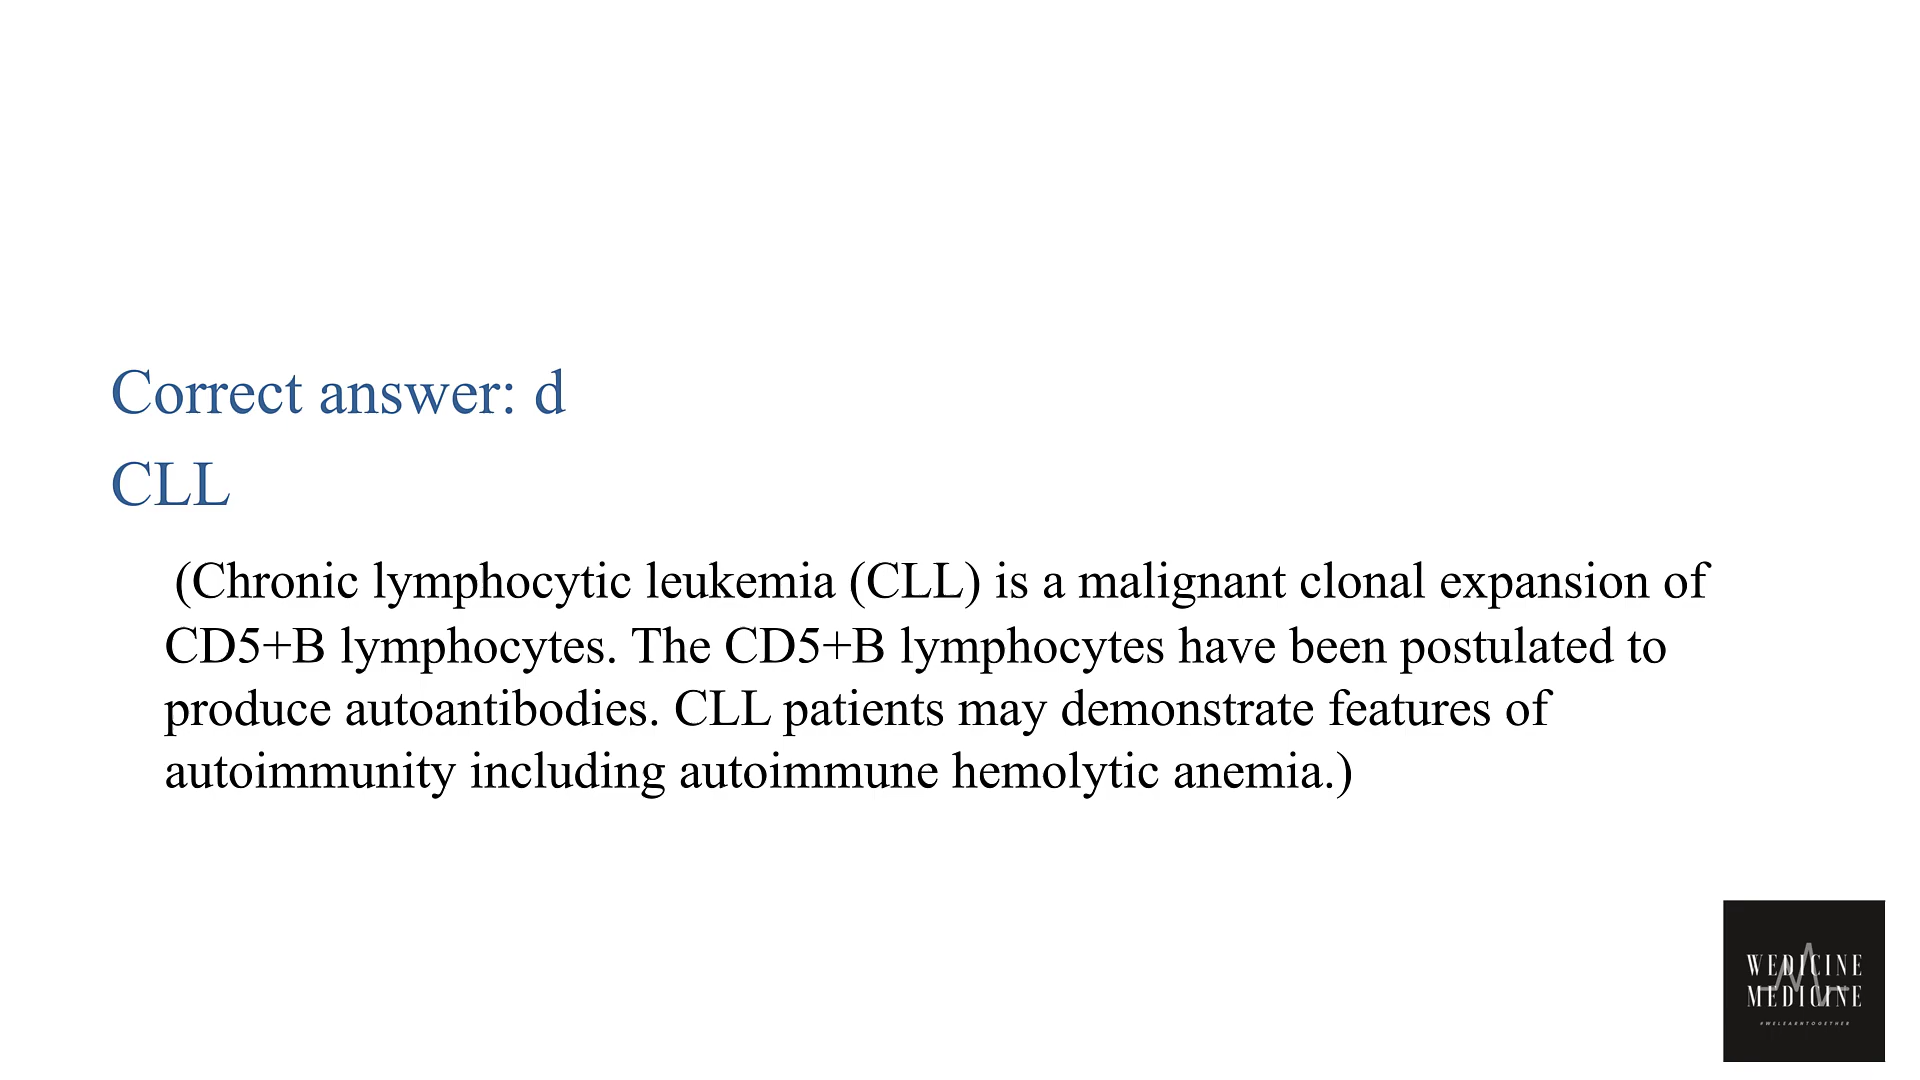 Correct answer: d
CLL
(Chronic lymphocytic leukemia (CLL) is a malignant clonal expansion of
CD5+B lymphocytes. The CD5+B lymphocytes have been postulated to
produce autoantibodies. CLL patients may demonstrate features of
autoimmunity including autoimmune hemolytic anemia.)
WEDICINE
MEDICINE
#WELEARNTOGETHER